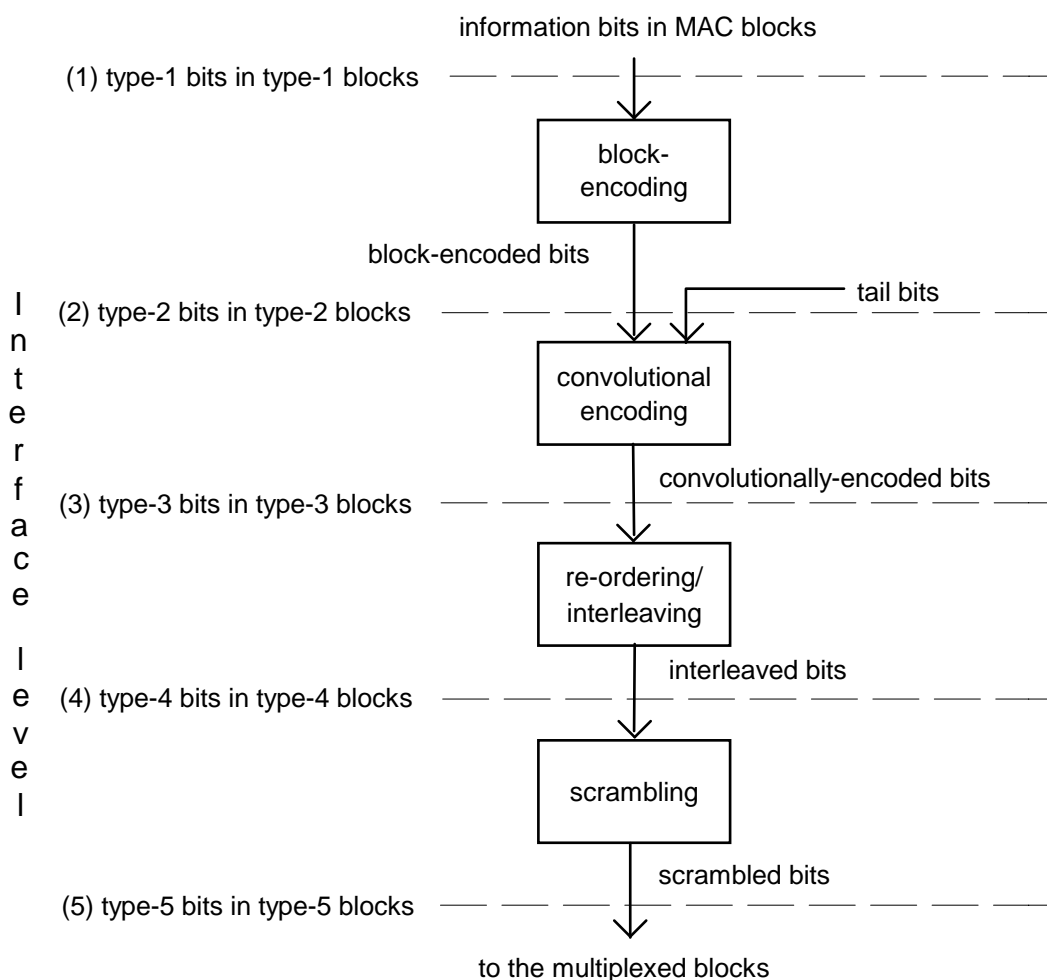 information bits in MAC blocks
(1) type-1 bits in type-1 blocks
block-
encoding
block-encoded bits
tail bits
(2) type-2 bits in type-2 blocks
convolutional
encoding
convolutionally-encoded bits
(3) type-3 bits in type-3 blocks
re-ordering/
interleaving
interleaved bits
(4) type-4 bits in type-4 blocks
scrambling
scrambled bits
(5) type-5 bits in type-5 blocks
to the multiplexed blocks
Interface level